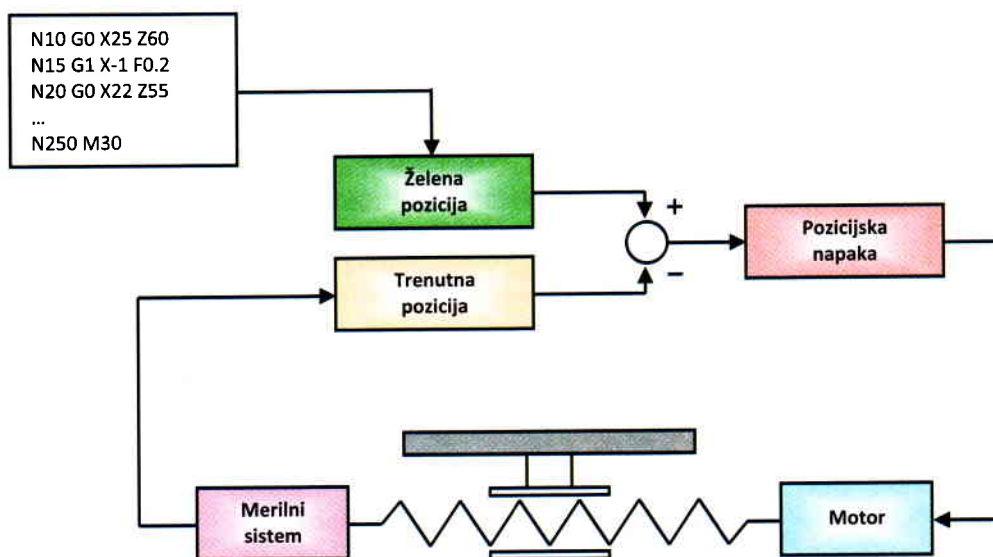 N10 G0 X25 Z60
N15 G1 X-1 F0.2
N20 G0 X22 Z55
...
N250 M30
Želena
pozicija
+
−
Pozicijska
napaka
Trenutna
pozicija
Merilni
sistem
Motor